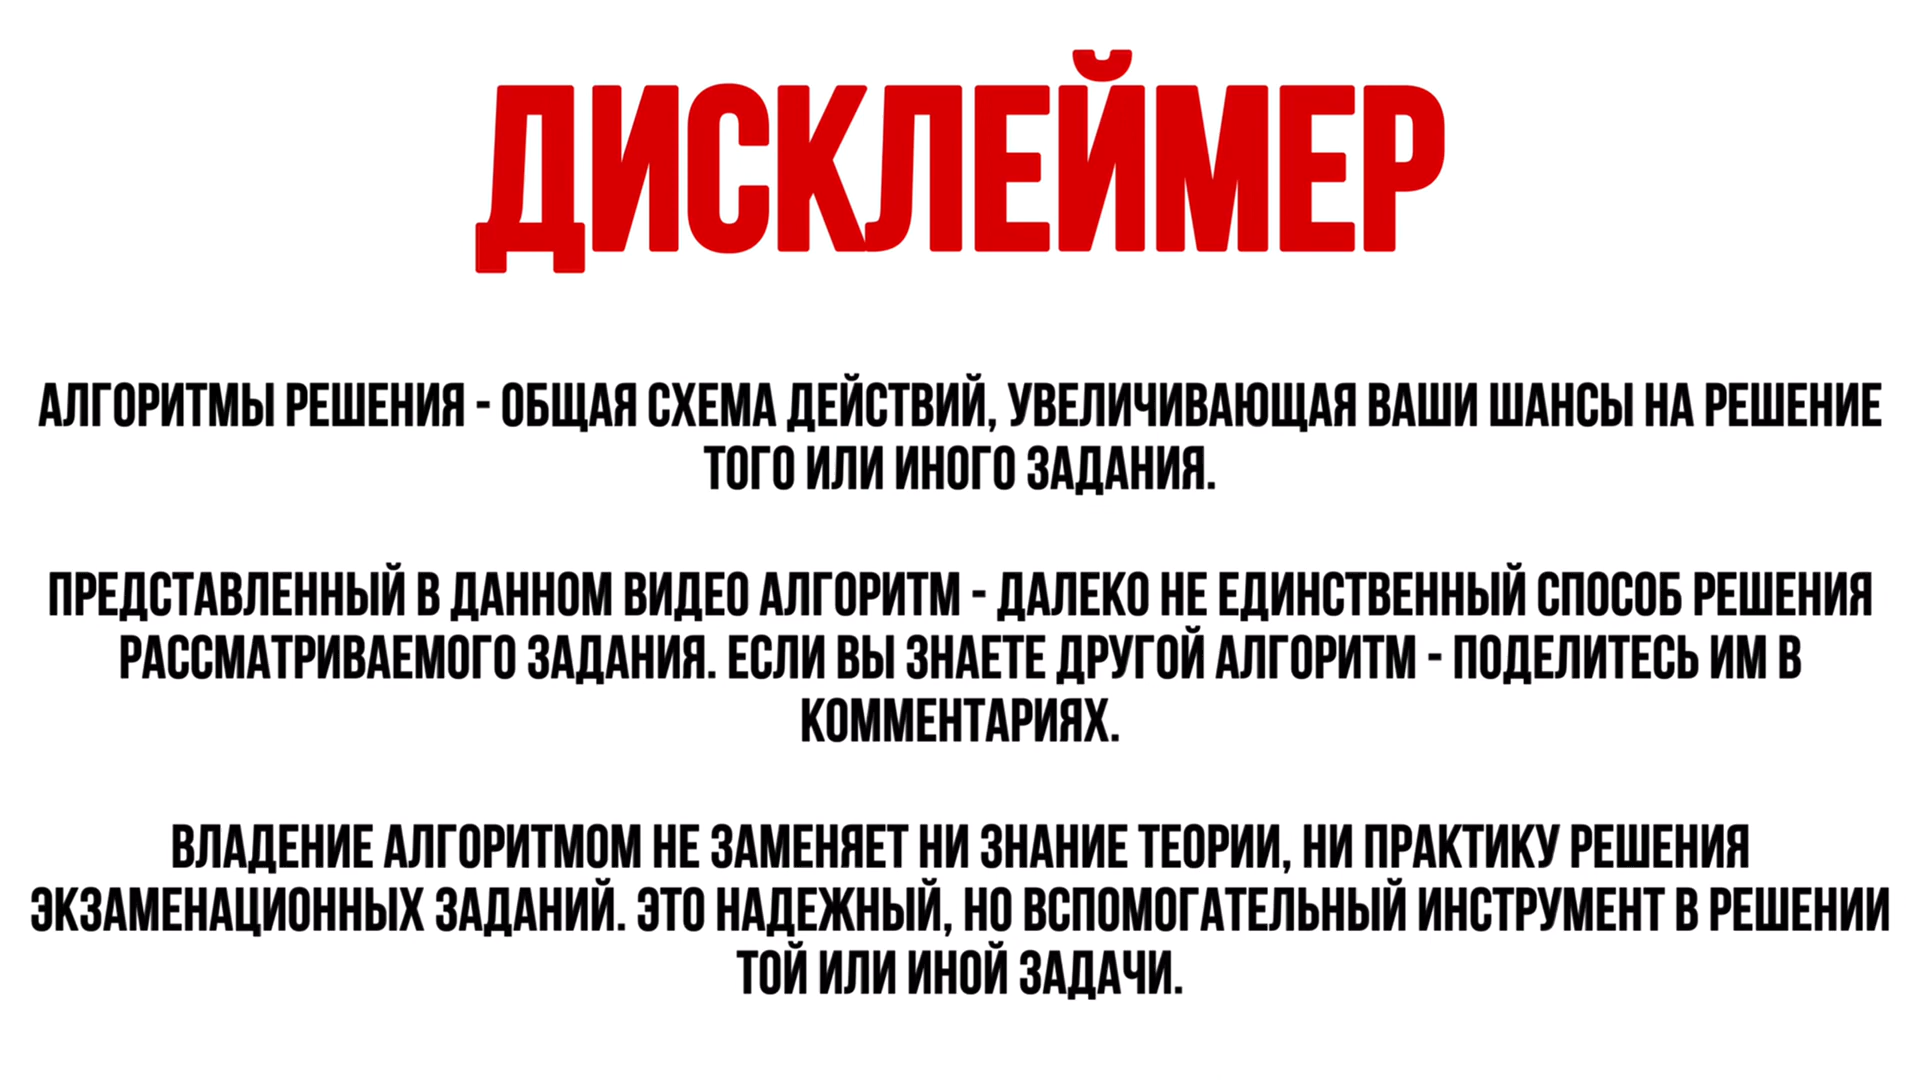 ДИСКЛЕЙМЕР
АЛГОРИТМЫ РЕШЕНИЯ - ОБЩАЯ СХЕМА ДЕЙСТВИЙ, УВЕЛИЧИВАЮЩАЯ ВАШИ ШАНСЫ НА РЕШЕНИЕ
ТОГО ИЛИ ИНОГО ЗАДАНИЯ.
ПРЕДСТАВЛЕННЫЙ В ДАННОМ ВИДЕО АЛГОРИТМ - ДАЛЕКО НЕ ЕДИНСТВЕННЫЙ СПОСОБ РЕШЕНИЯ
РАССМАТРИВАЕМОГО ЗАДАНИЯ. ЕСЛИ ВЫ ЗНАЕТЕ ДРУГОЙ АЛГОРИТМ - ПОДЕЛИТЕСЬ ИМ В
КОММЕНТАРИЯХ.
ВЛАДЕНИЕ АЛГОРИТМОМ НЕ ЗАМЕНЯЕТ НИ ЗНАНИЕ ТЕОРИИ, НИ ПРАКТИКУ РЕШЕНИЯ
ЭКЗАМЕНАЦИОННЫХ ЗАДАНИЙ. ЭТО НАДЕЖНЫЙ, НО ВСПОМОГАТЕЛЬНЫЙ ИНСТРУМЕНТ В РЕШЕНИИ
ТОЙ ИЛИ ИНОЙ ЗАДАЧИ.